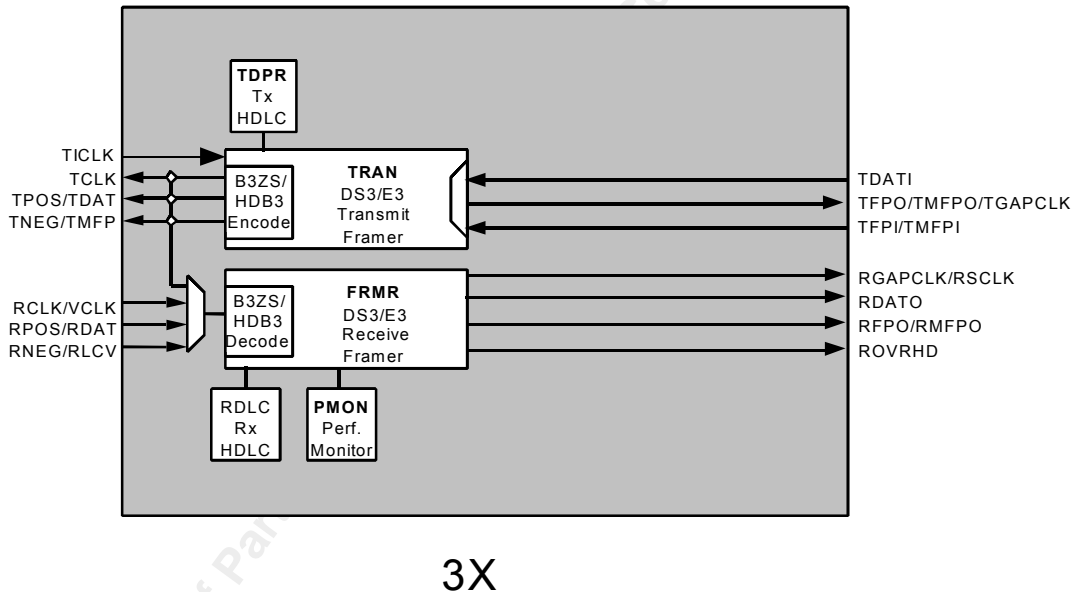 TDPR
Tx
HDLC
TICLK
TCLK
TPOS/TDAT
TNEG/TMFP
B3ZS/
HDB3
Encode
TRAN
DS3/E3
Transmit
Framer
TDATI
TFPO/TMFPO/TGAPCLK
TFPI/TMFPI
RCLK/VCLK
RPOS/RDAT
RNEG/RLCV
B3ZS/
HDB3
Decode
FRMR
DS3/E3
Receive
Framer
RGAPCLK/RSCLK
RDATO
RFPO/RMFPO
ROVRHD
RDLC
Rx
HDLC
PMON
Perf.
Monitor
3X